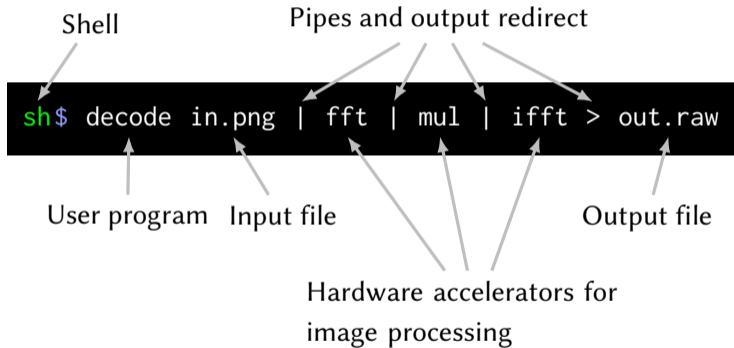 Shell
Pipes and output redirect
sh$ decode in.png | fft | mul | ifft > out.raw
User program
Input file
Output file
Hardware accelerators for
image processing